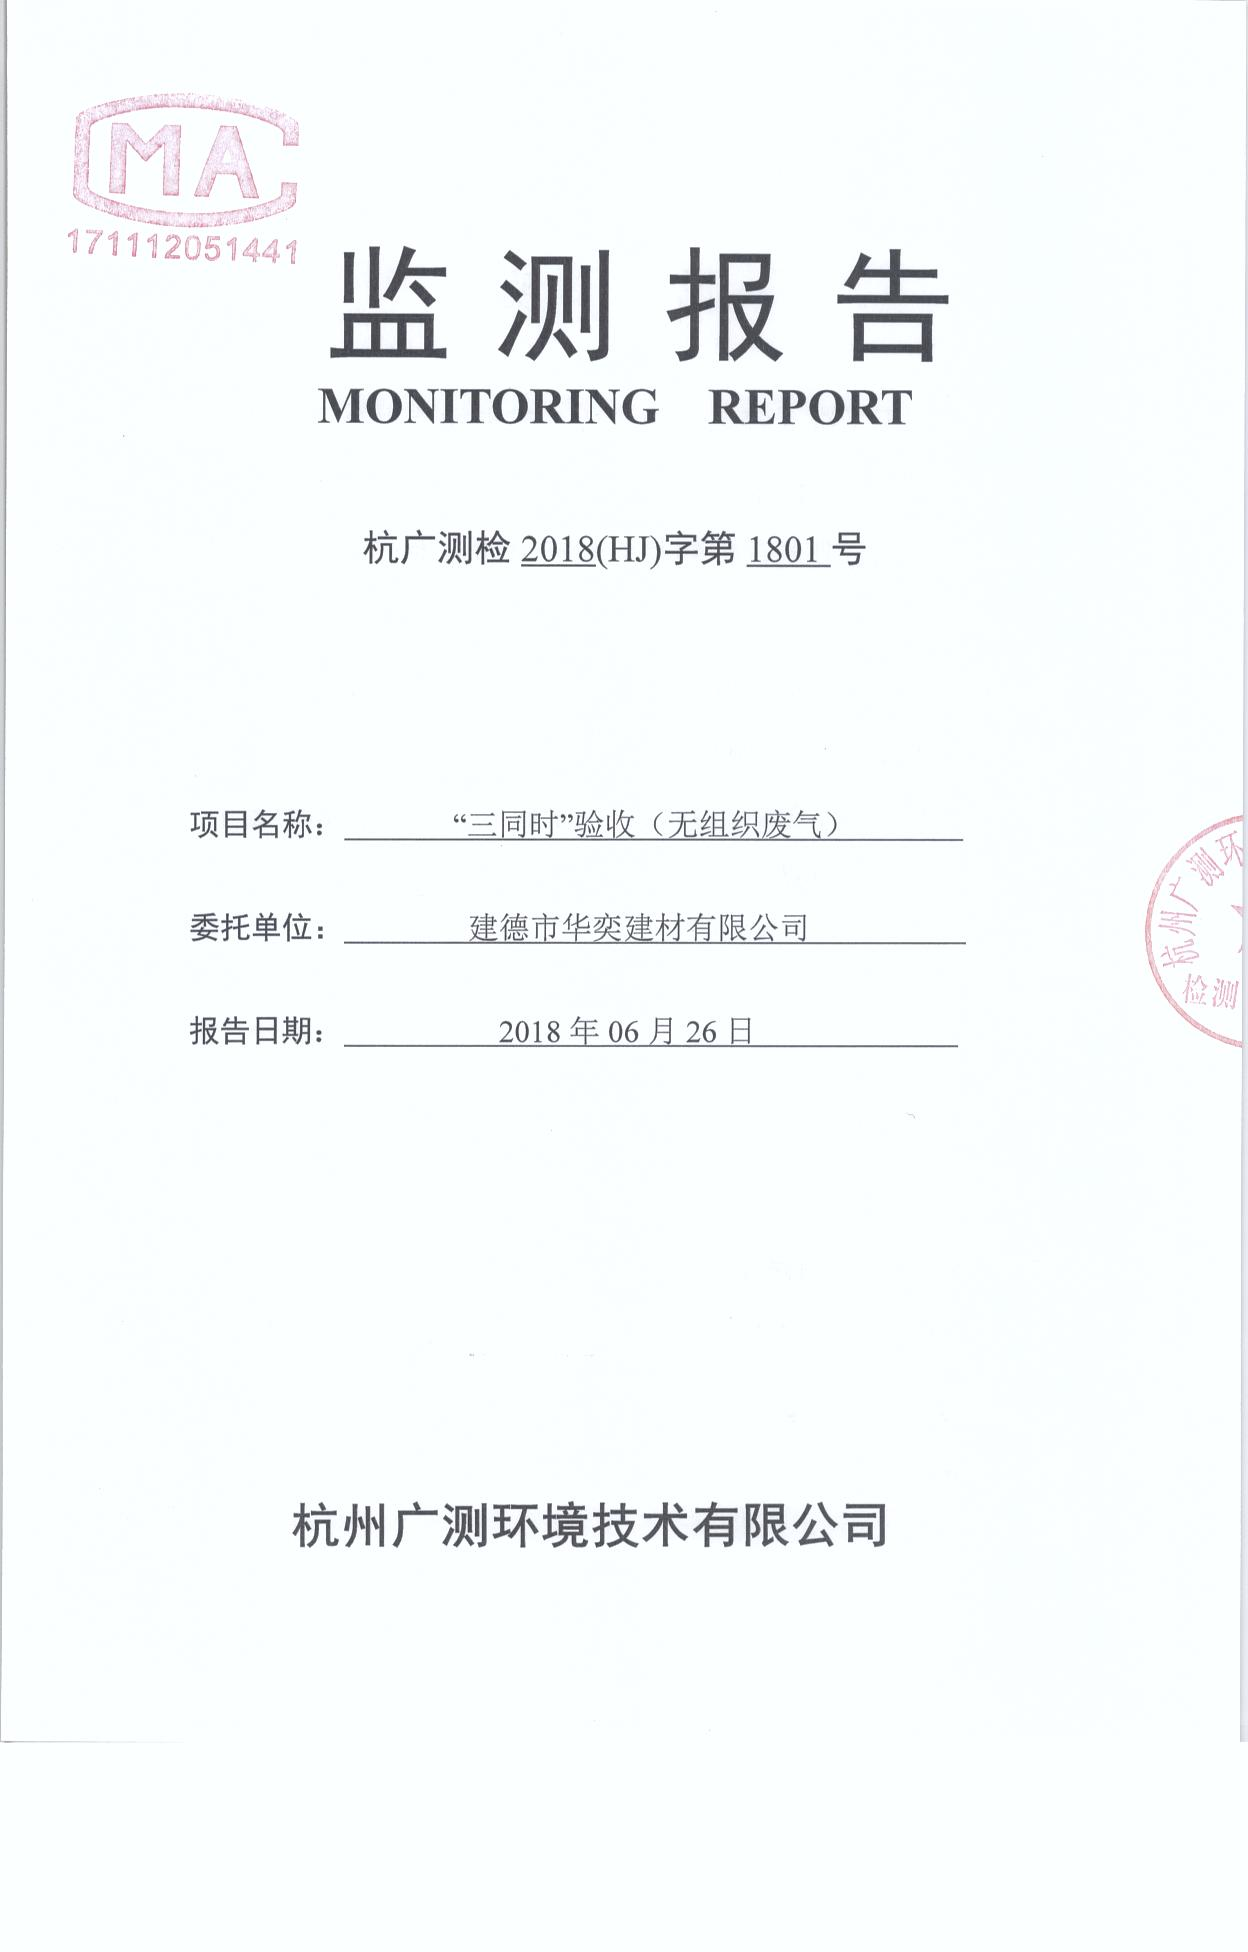 MA
171112051441
监测报告
MONITORING REPORT
杭广测检 2018(HJ)字第 1801 号
项目名称： “三同时”验收（无组织废气）
委托单位： 建德市华奕建材有限公司
报告日期： 2018 年 06 月 26 日
杭州广测环
检测
杭州广测环境技术有限公司